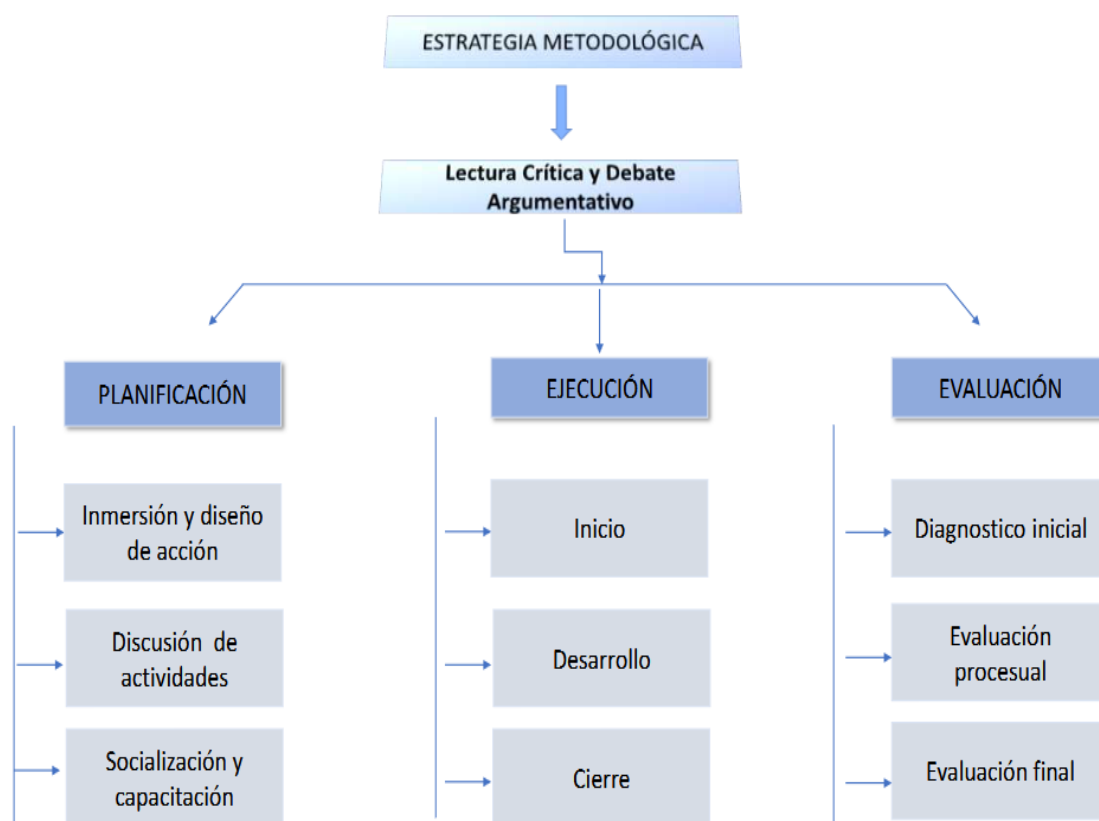 ESTRATEGIA METODOLÓGICA
Lectura Crítica y Debate
Argumentativo
PLANIFICACIÓN
Inmersión y diseño
de acción
Discusión de
actividades
Socialización y
capacitación
EJECUCIÓN
Inicio
Desarrollo
Cierre
EVALUACIÓN
Diagnostico inicial
Evaluación
procesual
Evaluación final